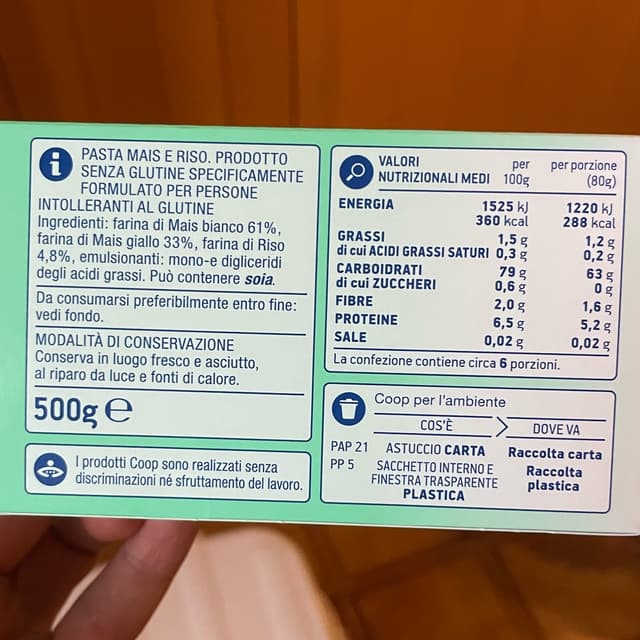 PASTA MAIS E RISO. PRODOTTO
SENZA GLUTINE SPECIFICAMENTE
FORMULATO PER PERSONE
INTOLLERANTI AL GLUTINE
Ingredienti: farina di Mais bianco 61%,
farina di Mais giallo 33%, farina di Riso
4,8%, emulsionanti: mono-e digliceridi
degli acidi grassi. Può contenere soia.
Da consumarsi preferibilmente entro fine:
vedi fondo.
MODALITÀ DI CONSERVAZIONE
Conserva in luogo fresco e asciutto,
al riparo da luce e fonti di calore.
500g e
I prodotti Coop sono realizzati senza
discriminazioni né sfruttamento del lavoro.
VALORI
NUTRIZIONALI MEDI per 100g per porzione (80g)
ENERGIA 1525 kJ 1220 kJ
360 kcal 288 kcal
GRASSI 1,5 g 1,2 g
di cui ACIDI GRASSI SATURI 0,3 g 0,2 g
CARBOIDRATI 79 g 63 g
di cui ZUCCHERI 0,6 g 0 g
FIBRE 2,0 g 1,6 g
PROTEINE 6,5 g 5,2 g
SALE 0,02 g 0,02 g
La confezione contiene circa 6 porzioni.
Coop per l'ambiente
COS'È DOVE VA
PAP 21 ASTUCCIO CARTA Raccolta carta
PP 5 SACCHETTO INTERNO E
FINESTRA TRASPARENTE
PLASTICA
Raccolta
plastica